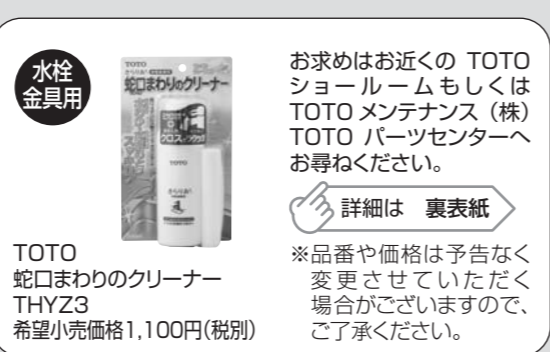 水栓
金具用
TOTO
蛇口まわりのクリーナー
TOTO
TOTO
蛇口まわりのクリーナー
THYZ3
希望小売価格1,100円(税別)
お求めはお近くの TOTO
ショールームもしくは
TOTOメンテナンス（株）
TOTO パーツセンターへ
お尋ねください。
詳細は 裏表紙
※品番や価格は予告なく
変更させていただく
場合がございますので、
ご了承ください。